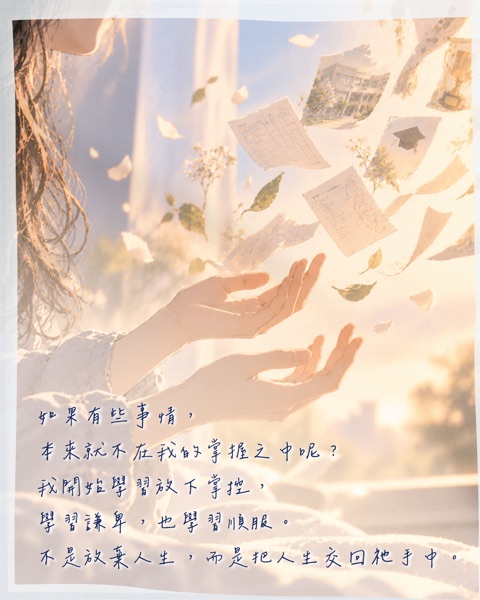 如果有些事情，
本來就不在我的掌握之中呢？
我開始學習放下掌控，
學習謙卑，也學習順服。
不是放棄人生，而是把人生交回祂手中。